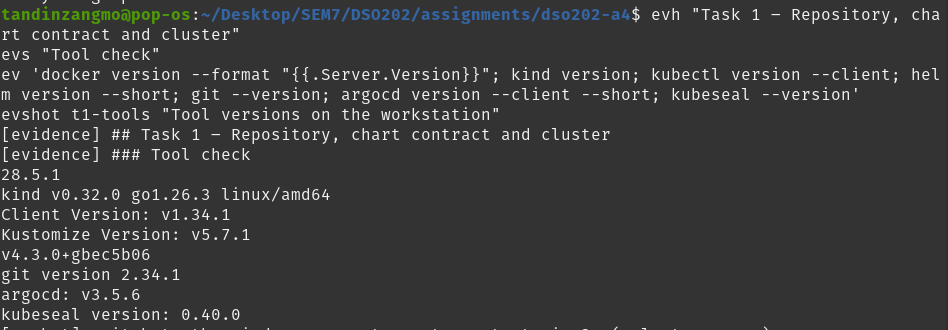 tandinzangmo@pop-os:~/Desktop/SEM7/DSO202/assignments/dso202-a4$ evh "Task 1 – Repository, cha
rt contract and cluster"
evs "Tool check"
ev 'docker version --format "{{.Server.Version}}"; kind version; kubectl version --client; hel
m version --short; git --version; argocd version --client --short; kubeseal --version'
evshot t1-tools "Tool versions on the workstation"
[evidence] ## Task 1 – Repository, chart contract and cluster
[evidence] ### Tool check
28.5.1
kind v0.32.0 go1.26.3 linux/amd64
Client Version: v1.34.1
Kustomize Version: v5.7.1
v4.3.0+gbec5b06
git version 2.34.1
argocd: v3.5.6
kubeseal version: 0.40.0